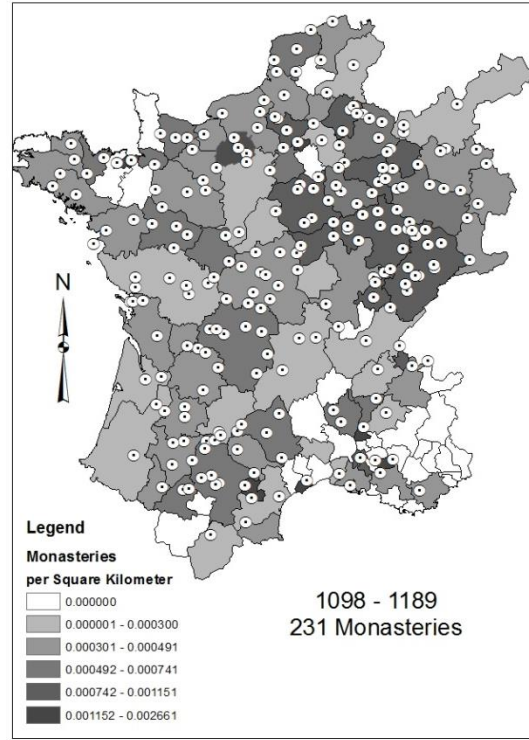 N
Legend
Monasteries
per Square Kilometer
0.000000
0.000001 - 0.000300
0.000301 - 0.000491
0.000492 - 0.000741
0.000742 - 0.001151
0.001152 - 0.002661
1098 - 1189
231 Monasteries